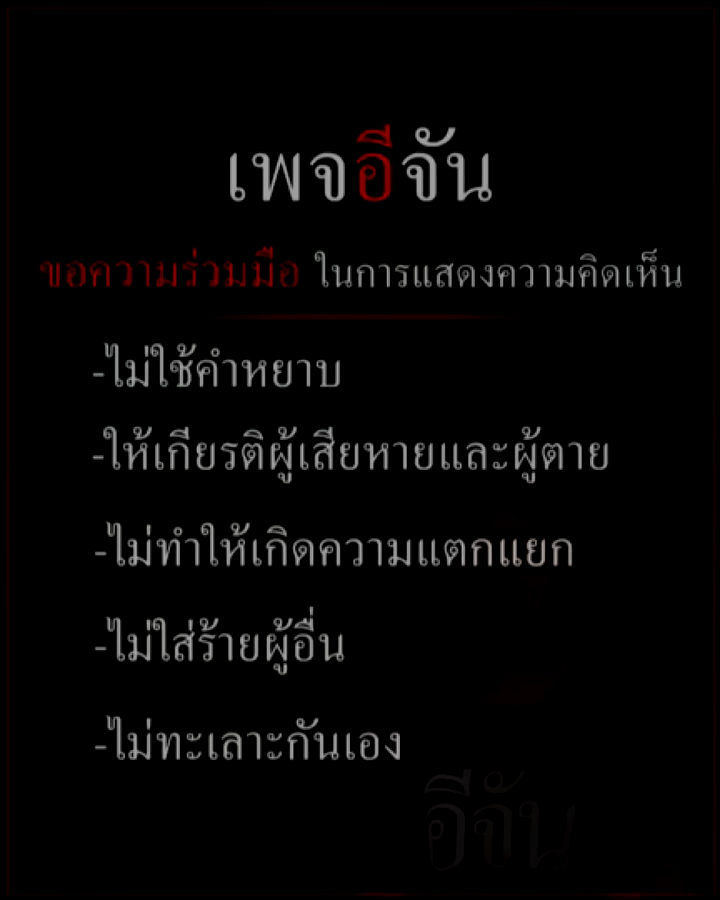 เพจอีจัน
ขอความร่วมมือ ในการแสดงความคิดเห็น
-ไม่ใช้คำหยาบ
-ให้เกียรติผู้เสียหายและผู้ตาย
-ไม่ทำให้เกิดความแตกแยก
-ไม่ใส่ร้ายผู้อื่น
-ไม่ทะเลาะกันเอง
อีจัน